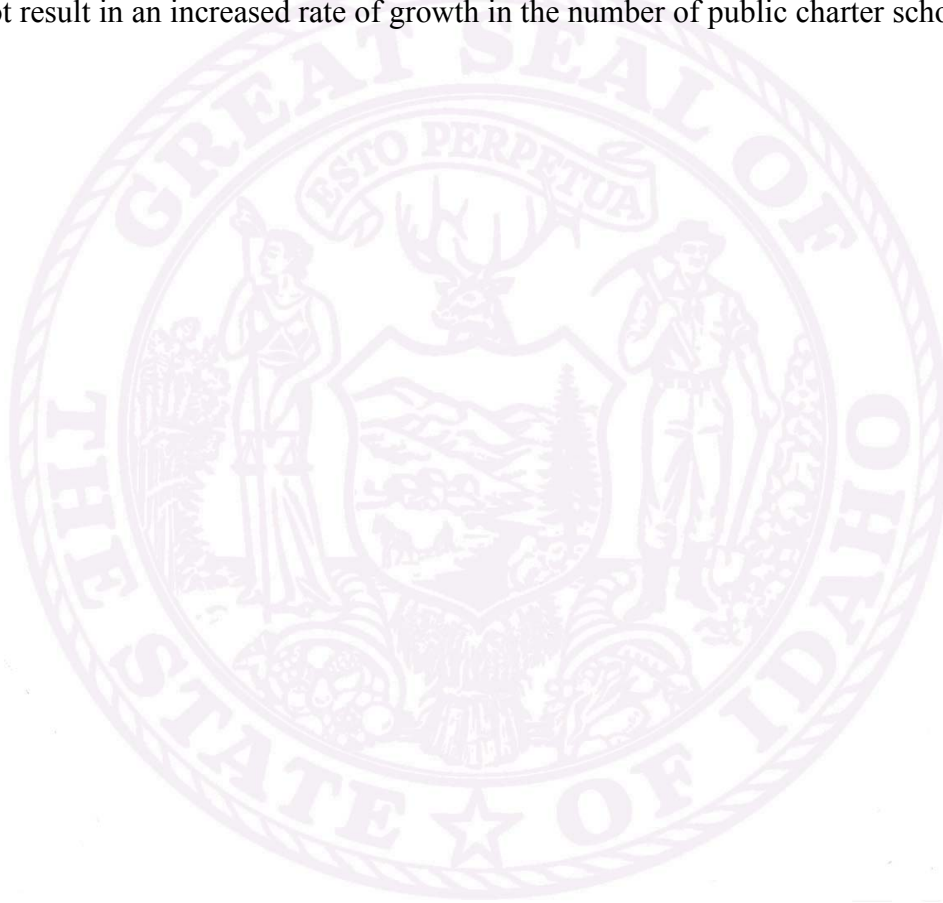 ot result in an increased rate of growth in the number of public charter scho
GREAT SEAL OF
THE STATE OF IDAHO
ESTO PERPETUA